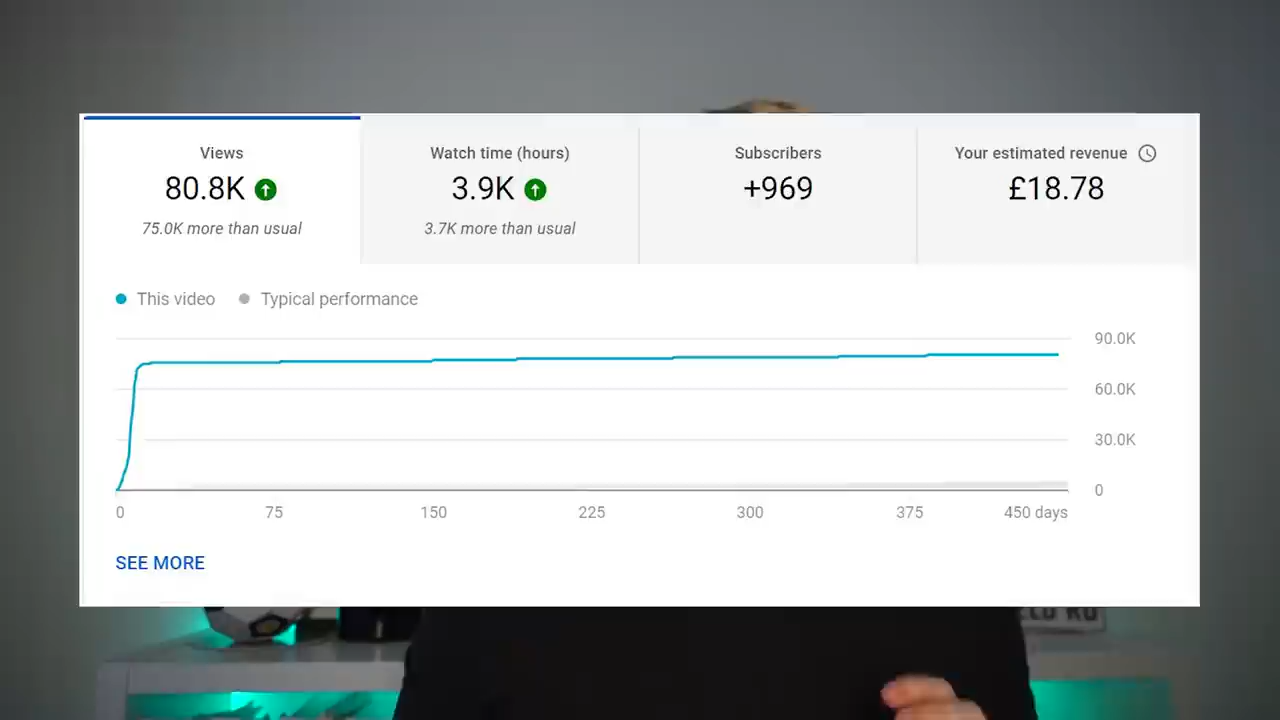 Views
80.8K
75.0K more than usual
Watch time (hours)
3.9K
3.7K more than usual
Subscribers
+969
Your estimated revenue
£18.78
This video
Typical performance
90.0K
60.0K
30.0K
0
0 75 150 225 300 375 450 days
SEE MORE